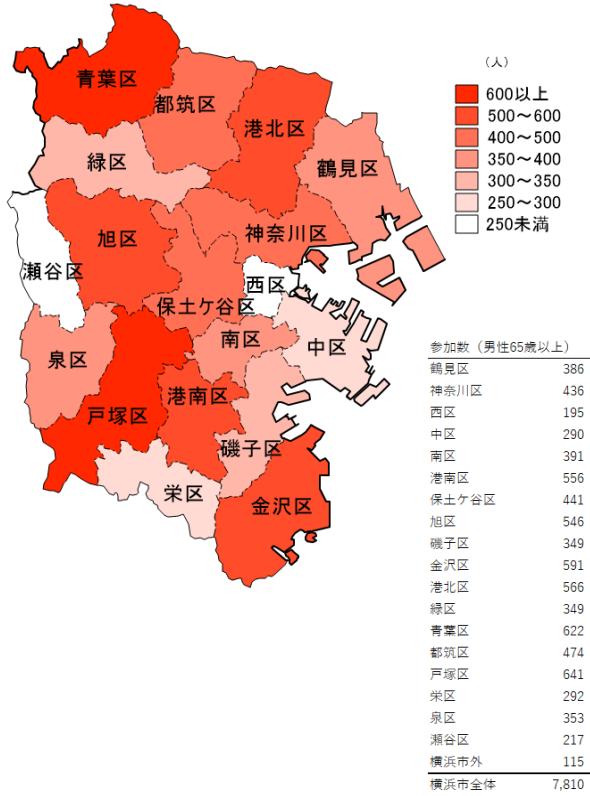 青葉区
都筑区
港北区
緑区
鶴見区
旭区
神奈川区
瀬谷区
西区
保土ケ谷区
南区
中区
泉区
港南区
戸塚区
磯子区
栄区
金沢区
（人）
600以上
500～600
400～500
350～400
300～350
250～300
250未満
参加数（男性65歳以上）
鶴見区 386
神奈川区 436
西区 195
中区 290
南区 391
港南区 556
保土ケ谷区 441
旭区 546
磯子区 349
金沢区 591
港北区 566
緑区 349
青葉区 622
都筑区 474
戸塚区 641
栄区 292
泉区 353
瀬谷区 217
横浜市外 115
横浜市全体 7,810